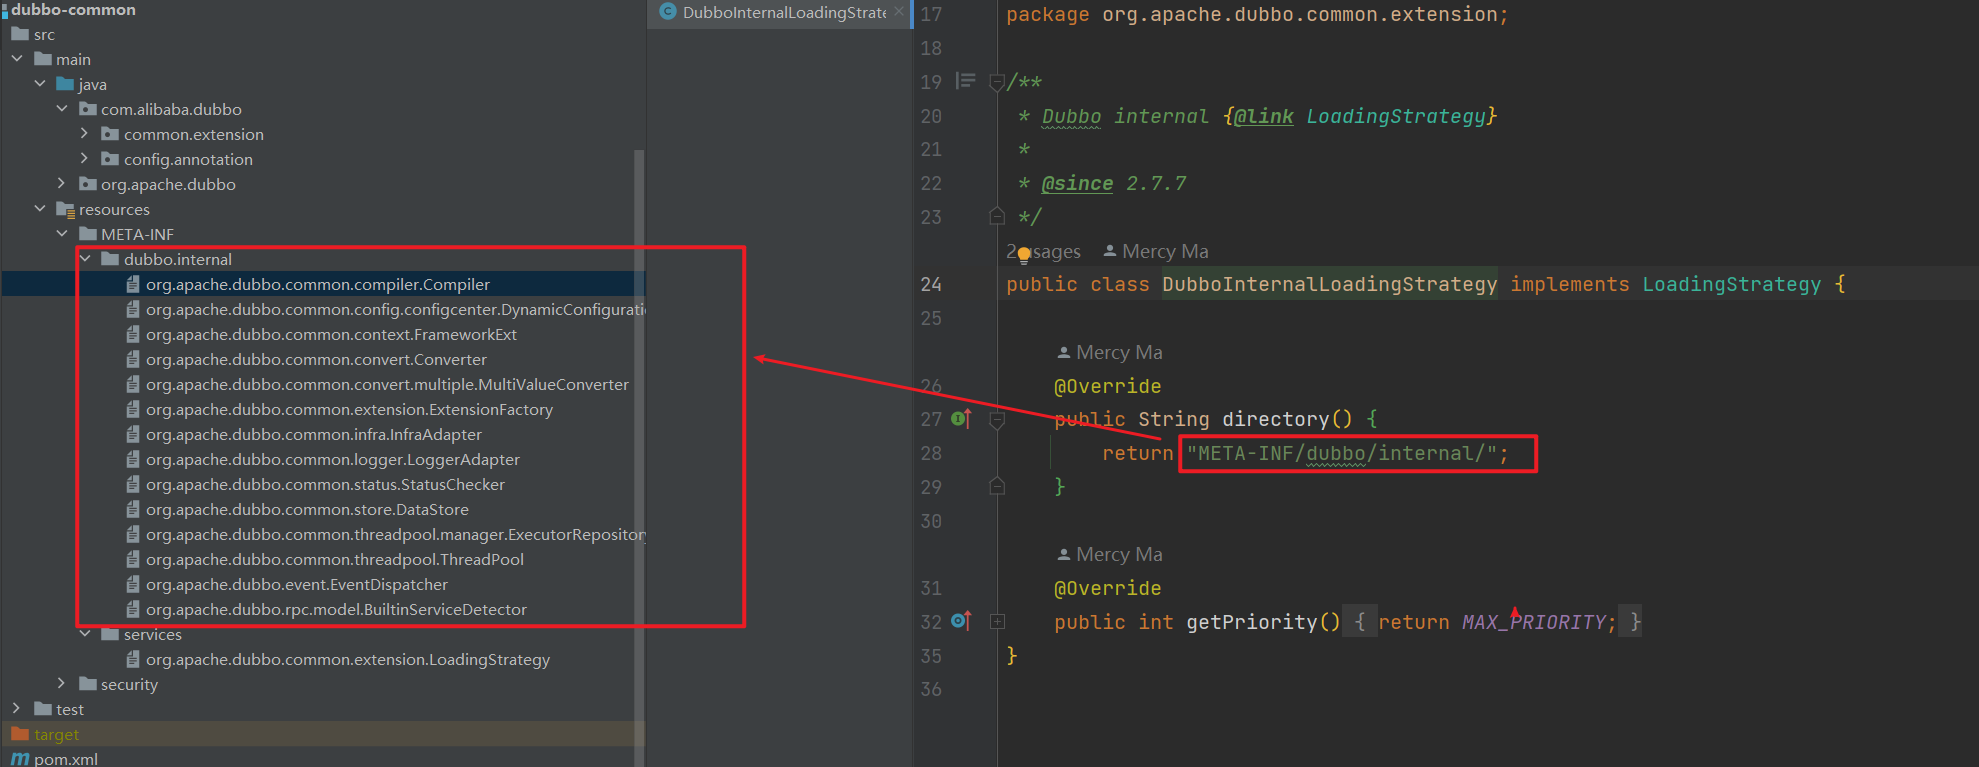 dubbo-common
src
main
java
com.alibaba.dubbo
common.extension
config.annotation
org.apache.dubbo
resources
META-INF
dubbo.internal
org.apache.dubbo.common.compiler.Compiler
org.apache.dubbo.common.config.configcenter.DynamicConfiguratio
org.apache.dubbo.common.context.FrameworkExt
org.apache.dubbo.common.convert.Converter
org.apache.dubbo.common.convert.multiple.MultiValueConverter
org.apache.dubbo.common.extension.ExtensionFactory
org.apache.dubbo.common.infra.InfraAdapter
org.apache.dubbo.common.logger.LoggerAdapter
org.apache.dubbo.common.status.StatusChecker
org.apache.dubbo.common.store.DataStore
org.apache.dubbo.common.threadpool.manager.ExecutorRepository
org.apache.dubbo.common.threadpool.ThreadPool
org.apache.dubbo.event.EventDispatcher
org.apache.dubbo.rpc.model.BuiltinServiceDetector
services
org.apache.dubbo.common.extension.LoadingStrategy
security
test
target
pom.xml
DubboInternalLoadingStrate
17 package org.apache.dubbo.common.extension;
18
19 /**
20 * Dubbo internal {@link LoadingStrategy}
21 *
22 * @since 2.7.7
23 */
2 usages Mercy Ma
24 public class DubboInternalLoadingStrategy implements LoadingStrategy {
25
Mercy Ma
26 @Override
27 public String directory() {
28 return "META-INF/dubbo/internal/";
29 }
30
Mercy Ma
31 @Override
32 public int getPriority() { return MAX_PRIORITY; }
35 }
36